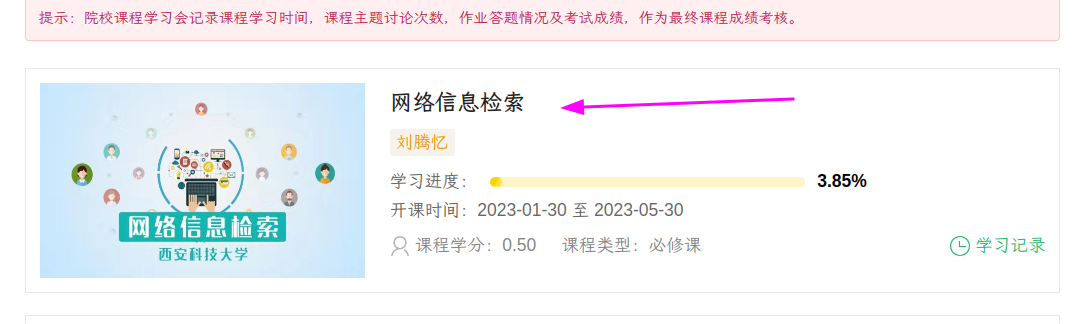 提示：院校课程学习会记录课程学习时间，课程主题讨论次数，作业答题情况及考试成绩，作为最终课程成绩考核。
网络信息检索
刘腾忆
学习进度： 3.85%
开课时间：2023-01-30 至 2023-05-30
课程学分：0.50 课程类型：必修课 学习记录
网络信息检索
西安科技大学